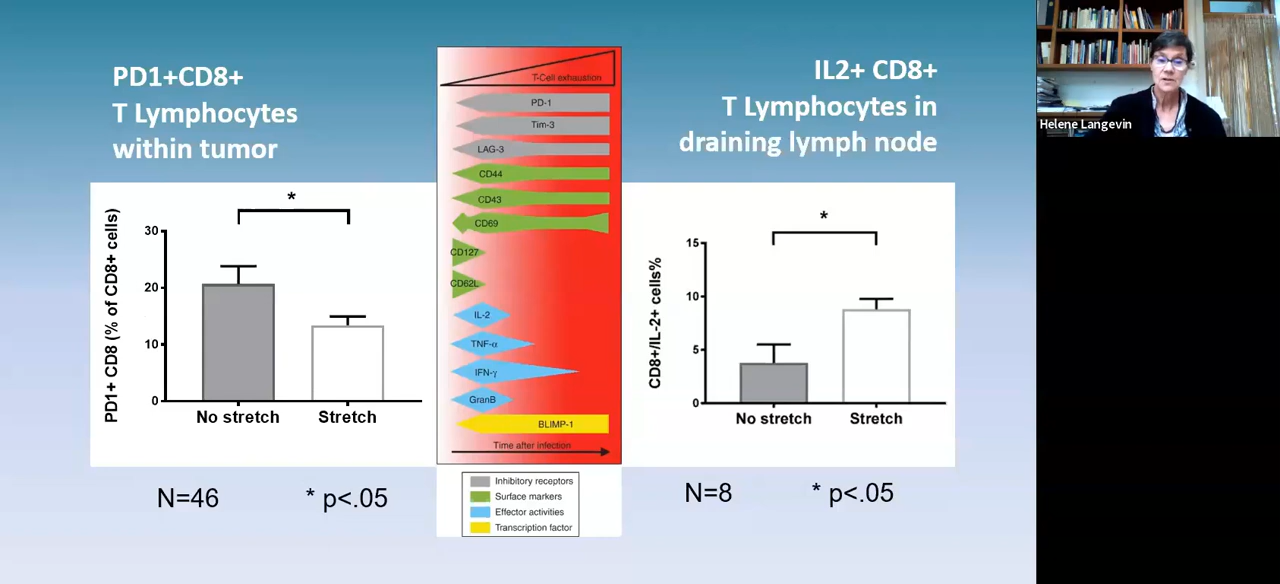 PD1+CD8+
T Lymphocytes
within tumor
*
PD1+ CD8 (% of CD8+ cells)
30
20
10
0
No stretch
Stretch
N=46
* p<.05
T-Cell exhaustion
PD-1
Tim-3
LAG-3
CD44
CD43
CD69
CD127
CD62L
IL-2
TNF-α
IFN-γ
GranB
BLIMP-1
Time after infection
Inhibitory receptors
Surface markers
Effector activities
Transcription factor
IL2+ CD8+
T Lymphocytes in
draining lymph node
*
CD8+/IL-2+ cells%
15
10
5
0
No stretch
Stretch
N=8
* p<.05
Helene Langevin